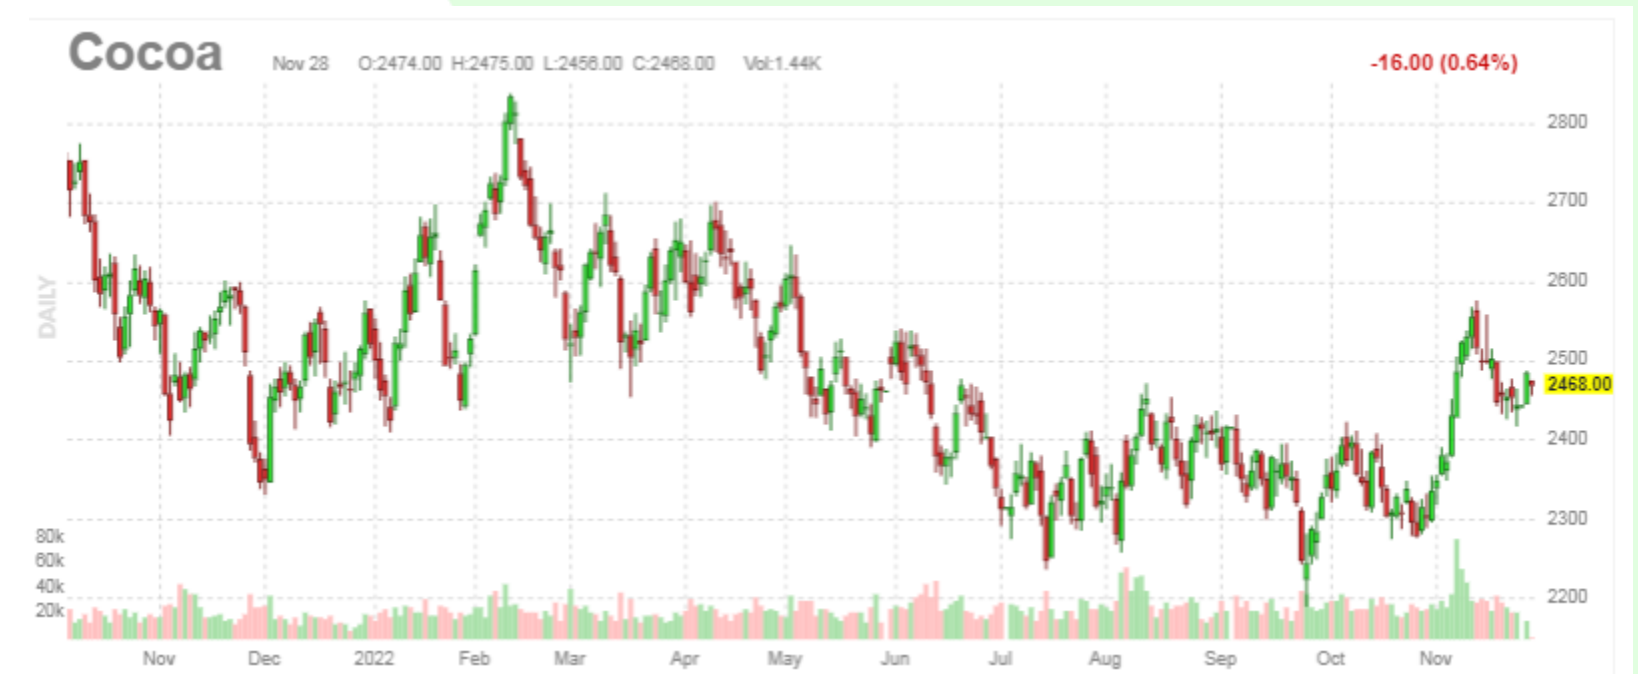 Cocoa Nov 28 O:2474.00 H:2475.00 L:2456.00 C:2468.00 Vol:1.44K -16.00 (0.64%)
2800
2700
2600
DAILY
2500
2468.00
2400
2300
80k
60k
40k
2200
20k
Nov Dec 2022 Feb Mar Apr May Jun Jul Aug Sep Oct Nov